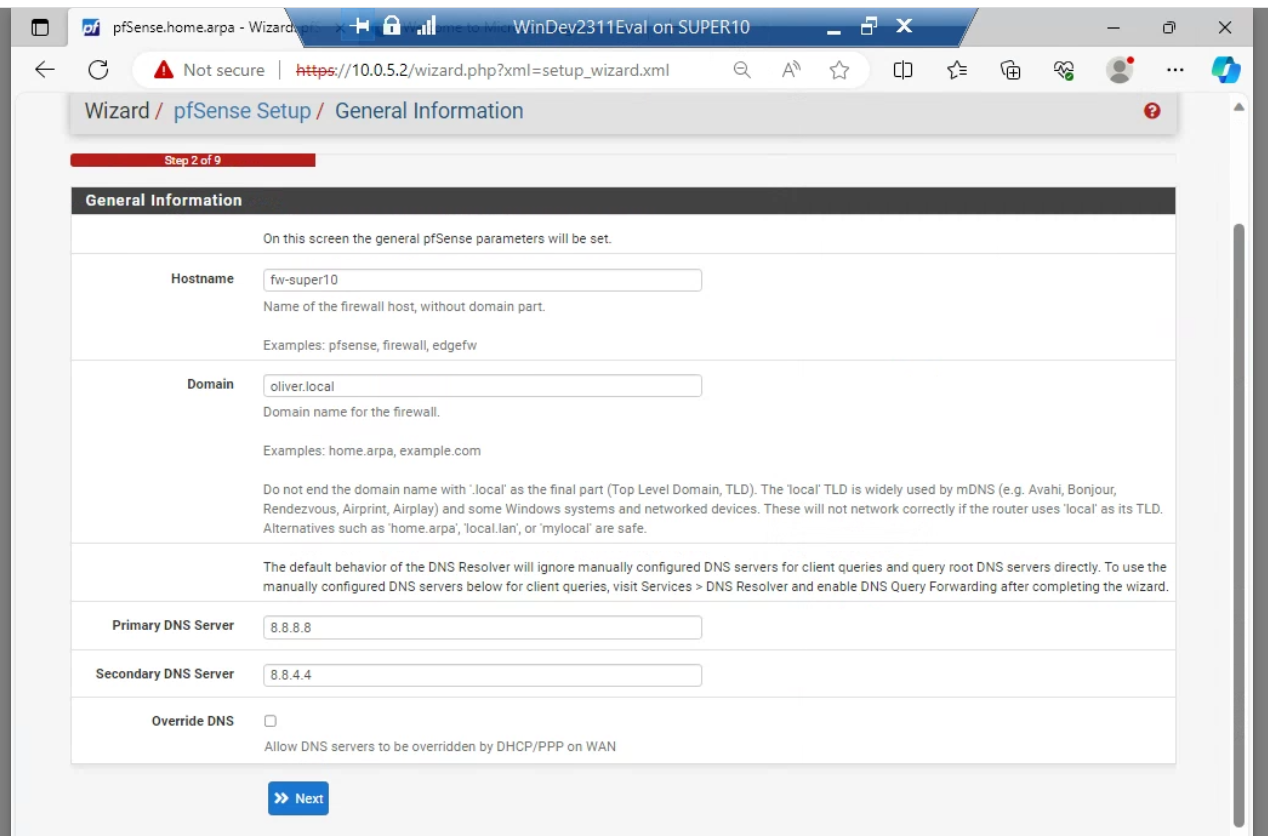 pfSense.home.arpa - Wizard:
WinDev2311Eval on SUPER10
Not secure
https://10.0.5.2/wizard.php?xml=setup_wizard.xml
Wizard / pfSense Setup / General Information
Step 2 of 9
General Information
On this screen the general pfSense parameters will be set.
Hostname
fw-super10
Name of the firewall host, without domain part.
Examples: pfsense, firewall, edgefw
Domain
oliver.local
Domain name for the firewall.
Examples: home.arpa, example.com
Do not end the domain name with '.local' as the final part (Top Level Domain, TLD). The 'local' TLD is widely used by mDNS (e.g. Avahi, Bonjour,
Rendezvous, Airprint, Airplay) and some Windows systems and networked devices. These will not network correctly if the router uses 'local' as its TLD.
Alternatives such as 'home.arpa', 'local.lan', or 'mylocal' are safe.
The default behavior of the DNS Resolver will ignore manually configured DNS servers for client queries and query root DNS servers directly. To use the
manually configured DNS servers below for client queries, visit Services > DNS Resolver and enable DNS Query Forwarding after completing the wizard.
Primary DNS Server
8.8.8.8
Secondary DNS Server
8.8.4.4
Override DNS
Allow DNS servers to be overridden by DHCP/PPP on WAN
Next